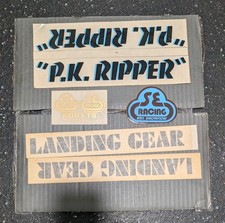 "P.K. RIPPER"
"P.K. RIPPER"
SE
RACING
LANDING GEAR
LANDING GEAR